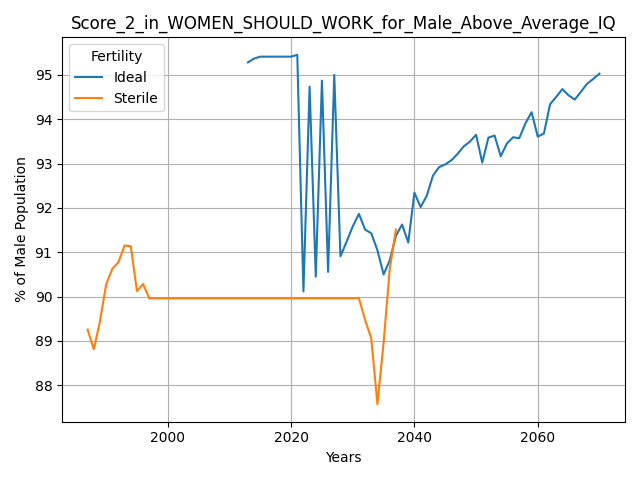 Score_2_in_WOMEN_SHOULD_WORK_for_Male_Above_Average_IQ
Fertility
Ideal
Sterile
% of Male Population
95
94
93
92
91
90
89
88
2000 2020 2040 2060
Years